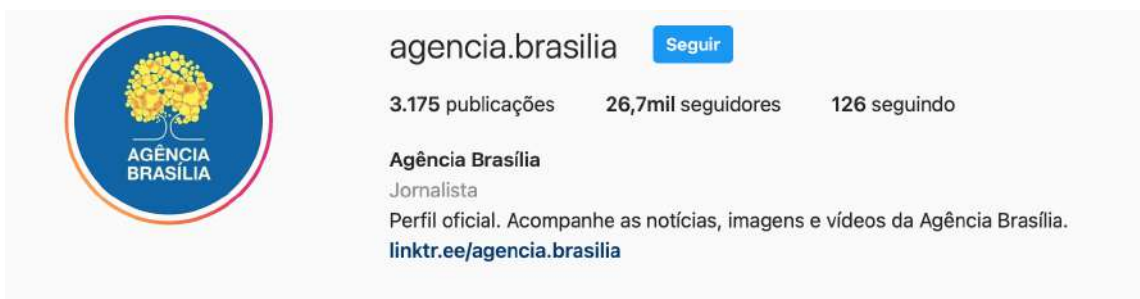 AGÊNCIA
BRASÍLIA
agencia.brasilia Seguir
3.175 publicações 26,7mil seguidores 126 seguindo
Agência Brasília
Jornalista
Perfil oficial. Acompanhe as notícias, imagens e vídeos da Agência Brasília.
linktr.ee/agencia.brasilia